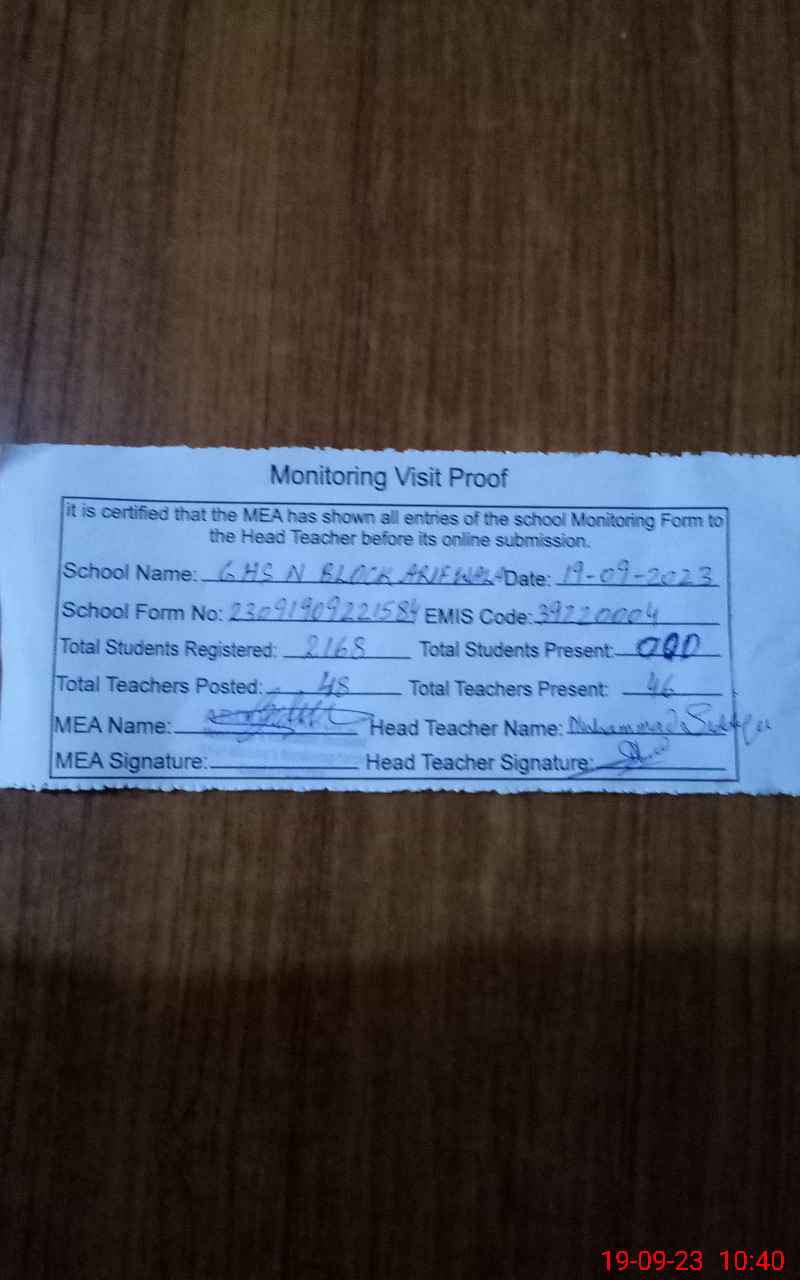 Monitoring Visit Proof
it is certified that the MEA has shown all entries of the school Monitoring Form to
the Head Teacher before its online submission.
School Name: GHS N BLOCK ARIFWALA Date: 19-09-2023
School Form No: 23091909221584 EMIS Code: 39220004
Total Students Registered: 2168 Total Students Present:
Total Teachers Posted: 48 Total Teachers Present: 46
MEA Name: Head Teacher Name: Muhammad
MEA Signature: Head Teacher Signature:
19-09-23 10:40